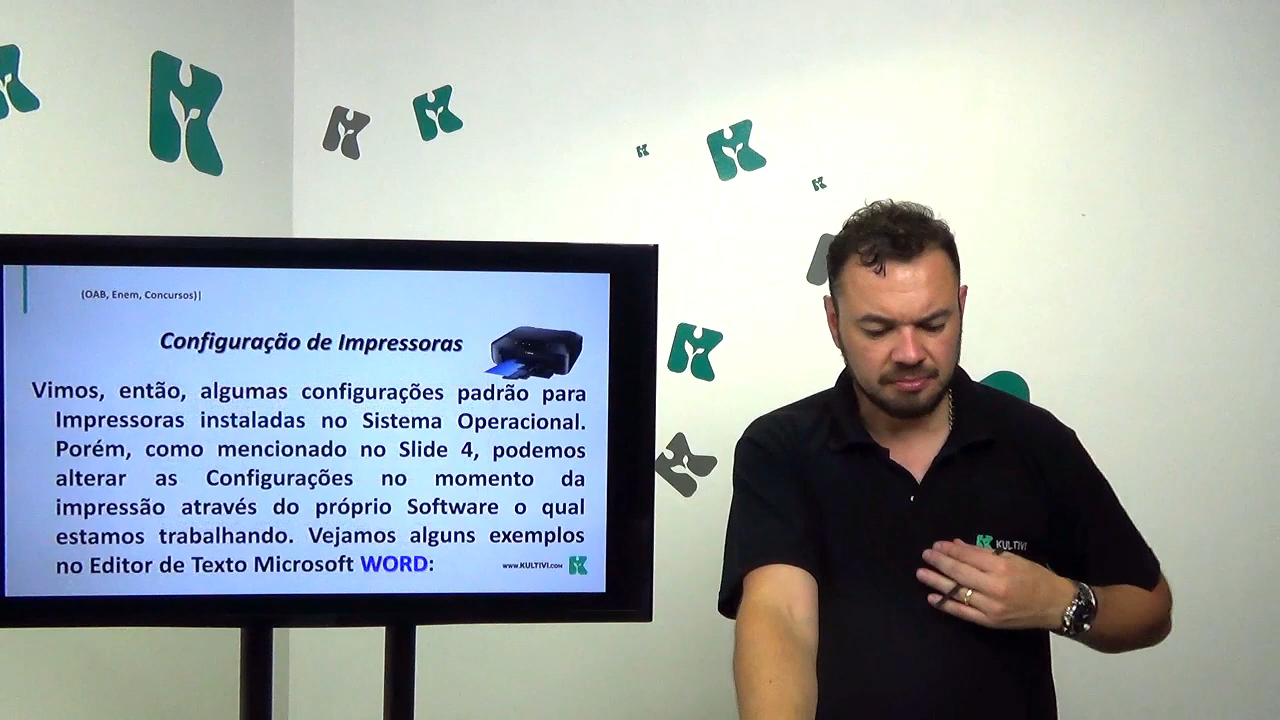 (OAB, Enem, Concursos)|
Configuração de Impressoras
Vimos, então, algumas configurações padrão para
Impressoras instaladas no Sistema Operacional.
Porém, como mencionado no Slide 4, podemos
alterar as Configurações no momento da
impressão através do próprio Software o qual
estamos trabalhando. Vejamos alguns exemplos
no Editor de Texto Microsoft WORD:
www.KULTIVI.com
KULTIVI